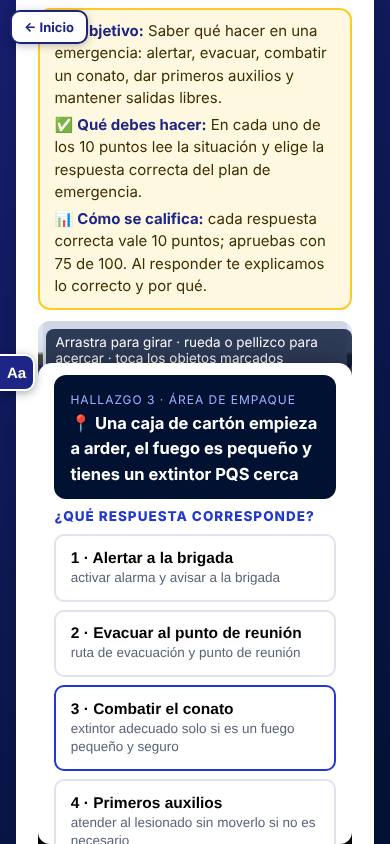 ← Inicio
bjetivo: Saber qué hacer en una
emergencia: alertar, evacuar, combatir
un conato, dar primeros auxilios y
mantener salidas libres.
✅ Qué debes hacer: En cada uno de
los 10 puntos lee la situación y elige la
respuesta correcta del plan de
emergencia.
📊 Cómo se califica: cada respuesta
correcta vale 10 puntos; apruebas con
75 de 100. Al responder te explicamos
lo correcto y por qué.
Arrastra para girar · rueda o pellizco para
acercar · toca los objetos marcados
Aa
HALLAZGO 3 · ÁREA DE EMPAQUE
📍 Una caja de cartón empieza
a arder, el fuego es pequeño y
tienes un extintor PQS cerca
¿QUÉ RESPUESTA CORRESPONDE?
1 · Alertar a la brigada
activar alarma y avisar a la brigada
2 · Evacuar al punto de reunión
ruta de evacuación y punto de reunión
3 · Combatir el conato
extintor adecuado solo si es un fuego
pequeño y seguro
4 · Primeros auxilios
atender al lesionado sin moverlo si no es
necesario